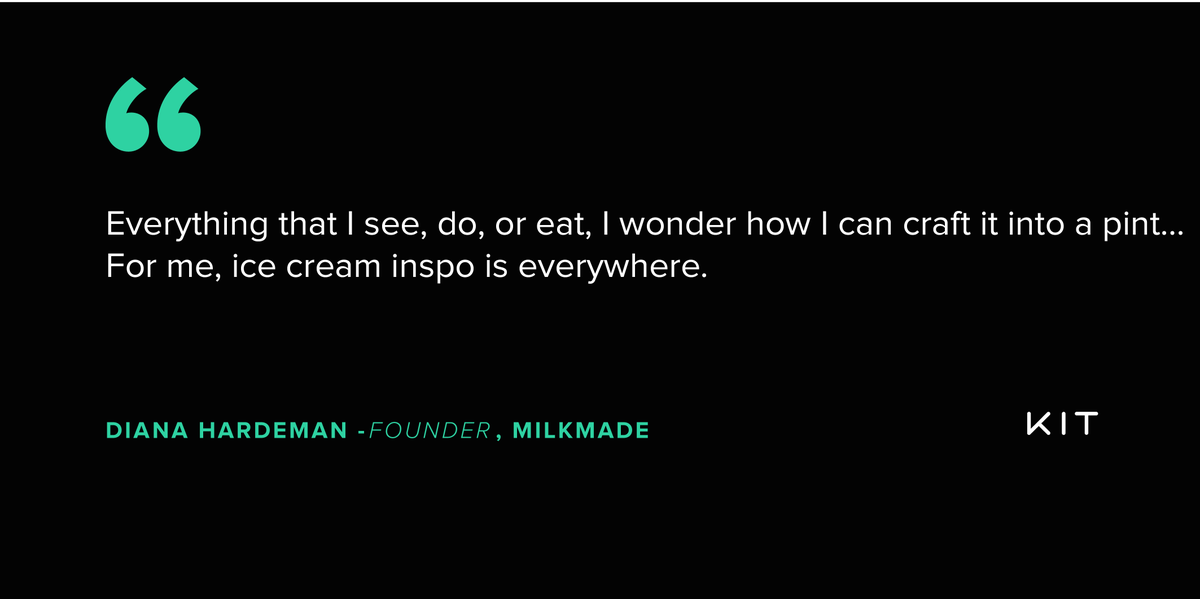 “
Everything that I see, do, or eat, I wonder how I can craft it into a pint...
For me, ice cream inspo is everywhere.
DIANA HARDEMAN -FOUNDER, MILKMADE
KIT